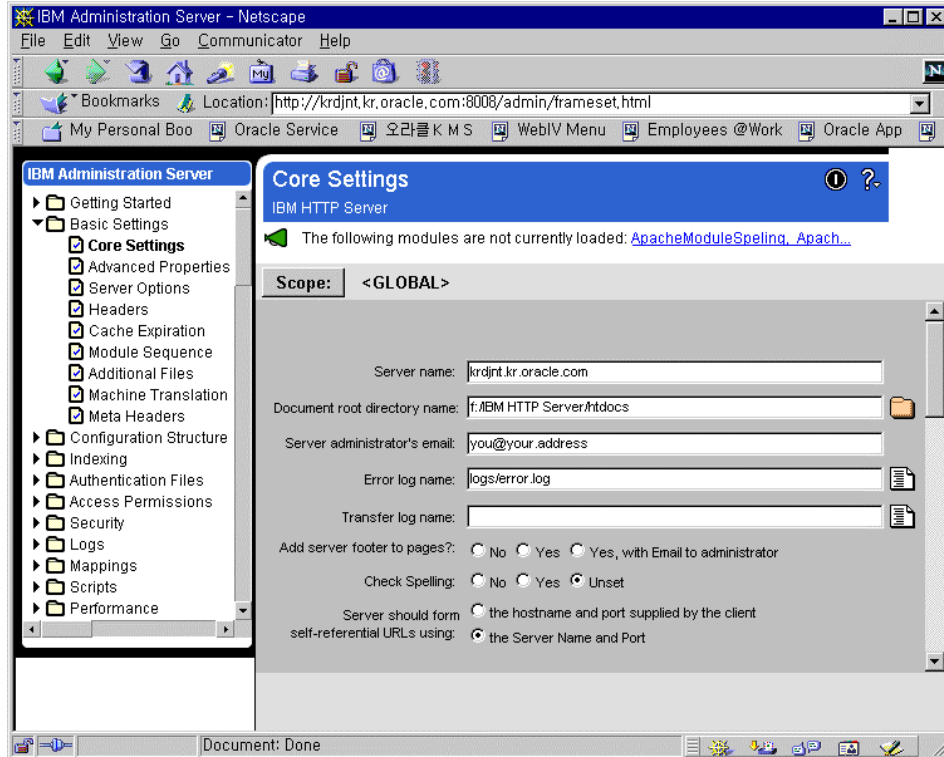 IBM Administration Server - Netscape
File Edit View Go Communicator Help
My
N
Bookmarks Location: http://krdjnt.kr.oracle.com:8008/admin/frameset.html
My Personal Boo Oracle Service 오라클K M S WebIV Menu Employees @Work Oracle App
IBM Administration Server
Getting Started
Basic Settings
Core Settings
Advanced Properties
Server Options
Headers
Cache Expiration
Module Sequence
Additional Files
Machine Translation
Meta Headers
Configuration Structure
Indexing
Authentication Files
Access Permissions
Security
Logs
Mappings
Scripts
Performance
Core Settings
IBM HTTP Server
The following modules are not currently loaded: ApacheModuleSpeling, Apach...
Scope: <GLOBAL>
Server name: krdjnt.kr.oracle.com
Document root directory name: f:/IBM HTTP Server/htdocs
Server administrator's email: you@your.address
Error log name: logs/error.log
Transfer log name:
Add server footer to pages?: No Yes Yes, with Email to administrator
Check Spelling: No Yes Unset
Server should form self-referential URLs using: the hostname and port supplied by the client
the Server Name and Port
Document: Done